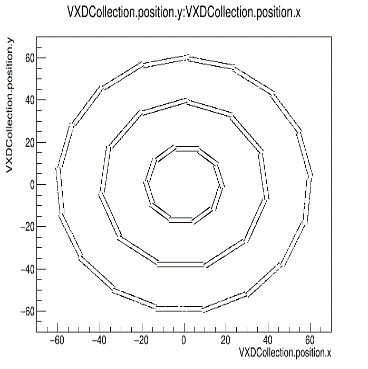 VXDCollection.position.y:VXDCollection.position.x
VXDCollection.position.y
60
40
20
0
−20
−40
−60
−60 −40 −20 0 20 40 60
VXDCollection.position.x